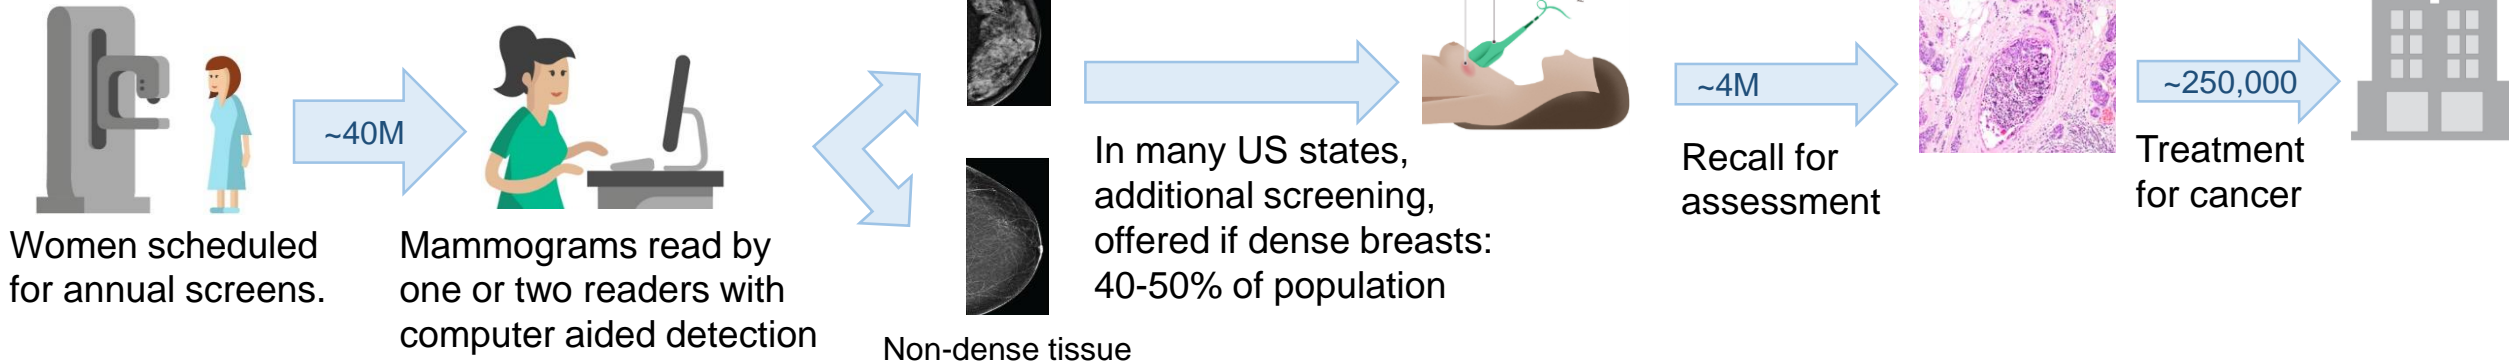 ~40M
~4M
~250,000
Women scheduled
for annual screens.
Mammograms read by
one or two readers with
computer aided detection
Non-dense tissue
In many US states,
additional screening,
offered if dense breasts:
40-50% of population
Recall for
assessment
Treatment
for cancer